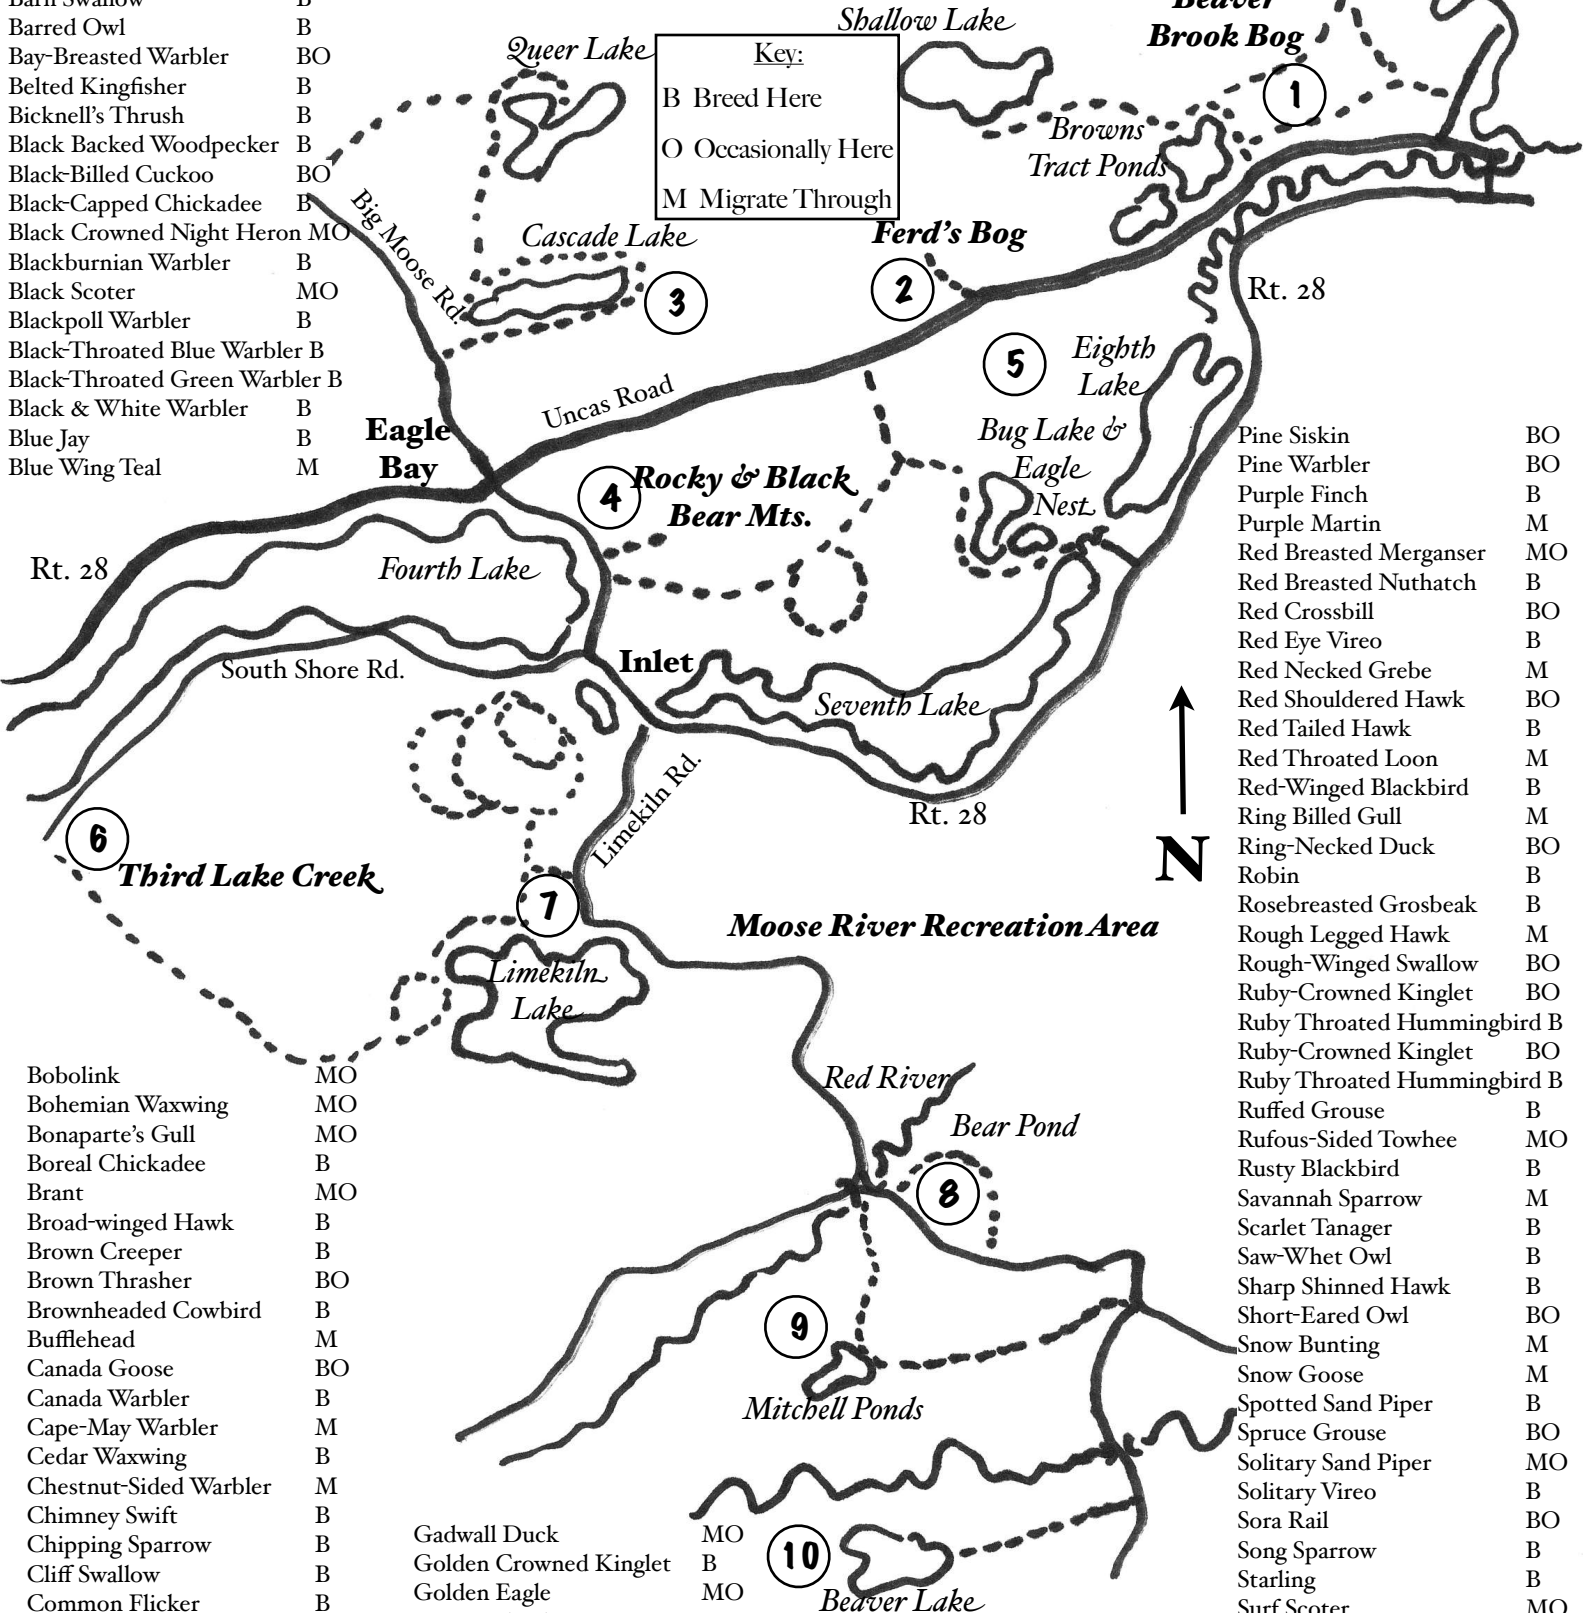 Barn Swallow B
Barred Owl B
Bay-Breasted Warbler BO
Belted Kingfisher B
Bicknell's Thrush B
Black Backed Woodpecker B
Black-Billed Cuckoo BO
Black-Capped Chickadee B
Black Crowned Night Heron MO
Blackburnian Warbler B
Black Scoter MO
Blackpoll Warbler B
Black-Throated Blue Warbler B
Black-Throated Green Warbler B
Black & White Warbler B
Blue Jay B
Blue Wing Teal M
Queer Lake
Key:
B Breed Here
O Occasionally Here
M Migrate Through
Shallow Lake
Beaver
Brook Bog
1
Browns
Tract Ponds
Big Moose Rd.
Cascade Lake
3
Ferd's Bog
2
Rt. 28
5
Eighth
Lake
Uncas Road
Eagle
Bay
Bug Lake &
Eagle
Nest
4
Rocky & Black
Bear Mts.
Rt. 28
Fourth Lake
South Shore Rd.
Inlet
Seventh Lake
Rt. 28
Limekiln Rd.
N
6
Third Lake Creek
7
Moose River Recreation Area
Limekiln
Lake
Red River
Bear Pond
8
9
Mitchell Ponds
10
Beaver Lake
Bobolink MO
Bohemian Waxwing MO
Bonaparte's Gull MO
Boreal Chickadee B
Brant MO
Broad-winged Hawk B
Brown Creeper B
Brown Thrasher BO
Brownheaded Cowbird B
Bufflehead M
Canada Goose BO
Canada Warbler B
Cape-May Warbler M
Cedar Waxwing B
Chestnut-Sided Warbler M
Chimney Swift B
Chipping Sparrow B
Cliff Swallow B
Common Flicker B
Gadwall Duck MO
Golden Crowned Kinglet B
Golden Eagle MO
Pine Siskin BO
Pine Warbler BO
Purple Finch B
Purple Martin M
Red Breasted Merganser MO
Red Breasted Nuthatch B
Red Crossbill BO
Red Eye Vireo B
Red Necked Grebe M
Red Shouldered Hawk BO
Red Tailed Hawk B
Red Throated Loon M
Red-Winged Blackbird B
Ring Billed Gull M
Ring-Necked Duck BO
Robin B
Rosebreasted Grosbeak B
Rough Legged Hawk M
Rough-Winged Swallow BO
Ruby-Crowned Kinglet BO
Ruby Throated Hummingbird B
Ruby-Crowned Kinglet BO
Ruby Throated Hummingbird B
Ruffed Grouse B
Rufous-Sided Towhee MO
Rusty Blackbird B
Savannah Sparrow M
Scarlet Tanager B
Saw-Whet Owl B
Sharp Shinned Hawk B
Short-Eared Owl BO
Snow Bunting M
Snow Goose M
Spotted Sand Piper B
Spruce Grouse BO
Solitary Sand Piper MO
Solitary Vireo B
Sora Rail BO
Song Sparrow B
Starling B
Surf Scoter MO